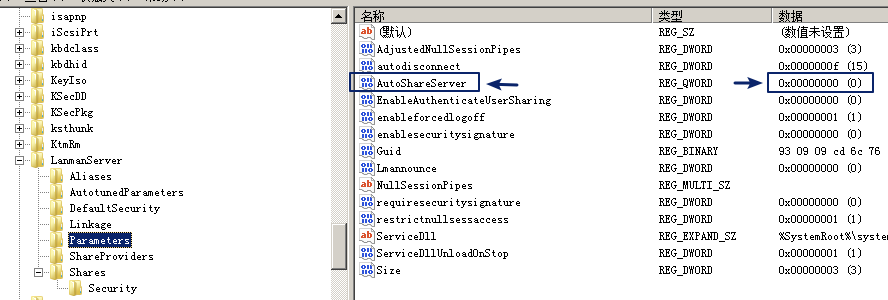 isapnp
iScsiPrt
kbdclass
kbdhid
KeyIso
KSecDD
KSecPkg
ksthunk
KtmRm
LanmanServer
Aliases
AutotunedParameters
DefaultSecurity
Linkage
Parameters
ShareProviders
Shares
Security
名称 类型 数据
(默认) REG_SZ (数值未设置)
AdjustedNullSessionPipes REG_DWORD 0x00000003 (3)
autodisconnect REG_DWORD 0x0000000f (15)
AutoShareServer REG_QWORD 0x00000000 (0)
EnableAuthenticateUserSharing REG_DWORD 0x00000000 (0)
enableforcedlogoff REG_DWORD 0x00000001 (1)
enablesecuritysignature REG_DWORD 0x00000000 (0)
Guid REG_BINARY 93 09 09 cd 6c 76
Lmannounce REG_DWORD 0x00000000 (0)
NullSessionPipes REG_MULTI_SZ
requiresecuritysignature REG_DWORD 0x00000000 (0)
restrictnullsessaccess REG_DWORD 0x00000001 (1)
ServiceDll REG_EXPAND_SZ %SystemRoot%\system
ServiceDllUnloadOnStop REG_DWORD 0x00000001 (1)
Size REG_DWORD 0x00000003 (3)